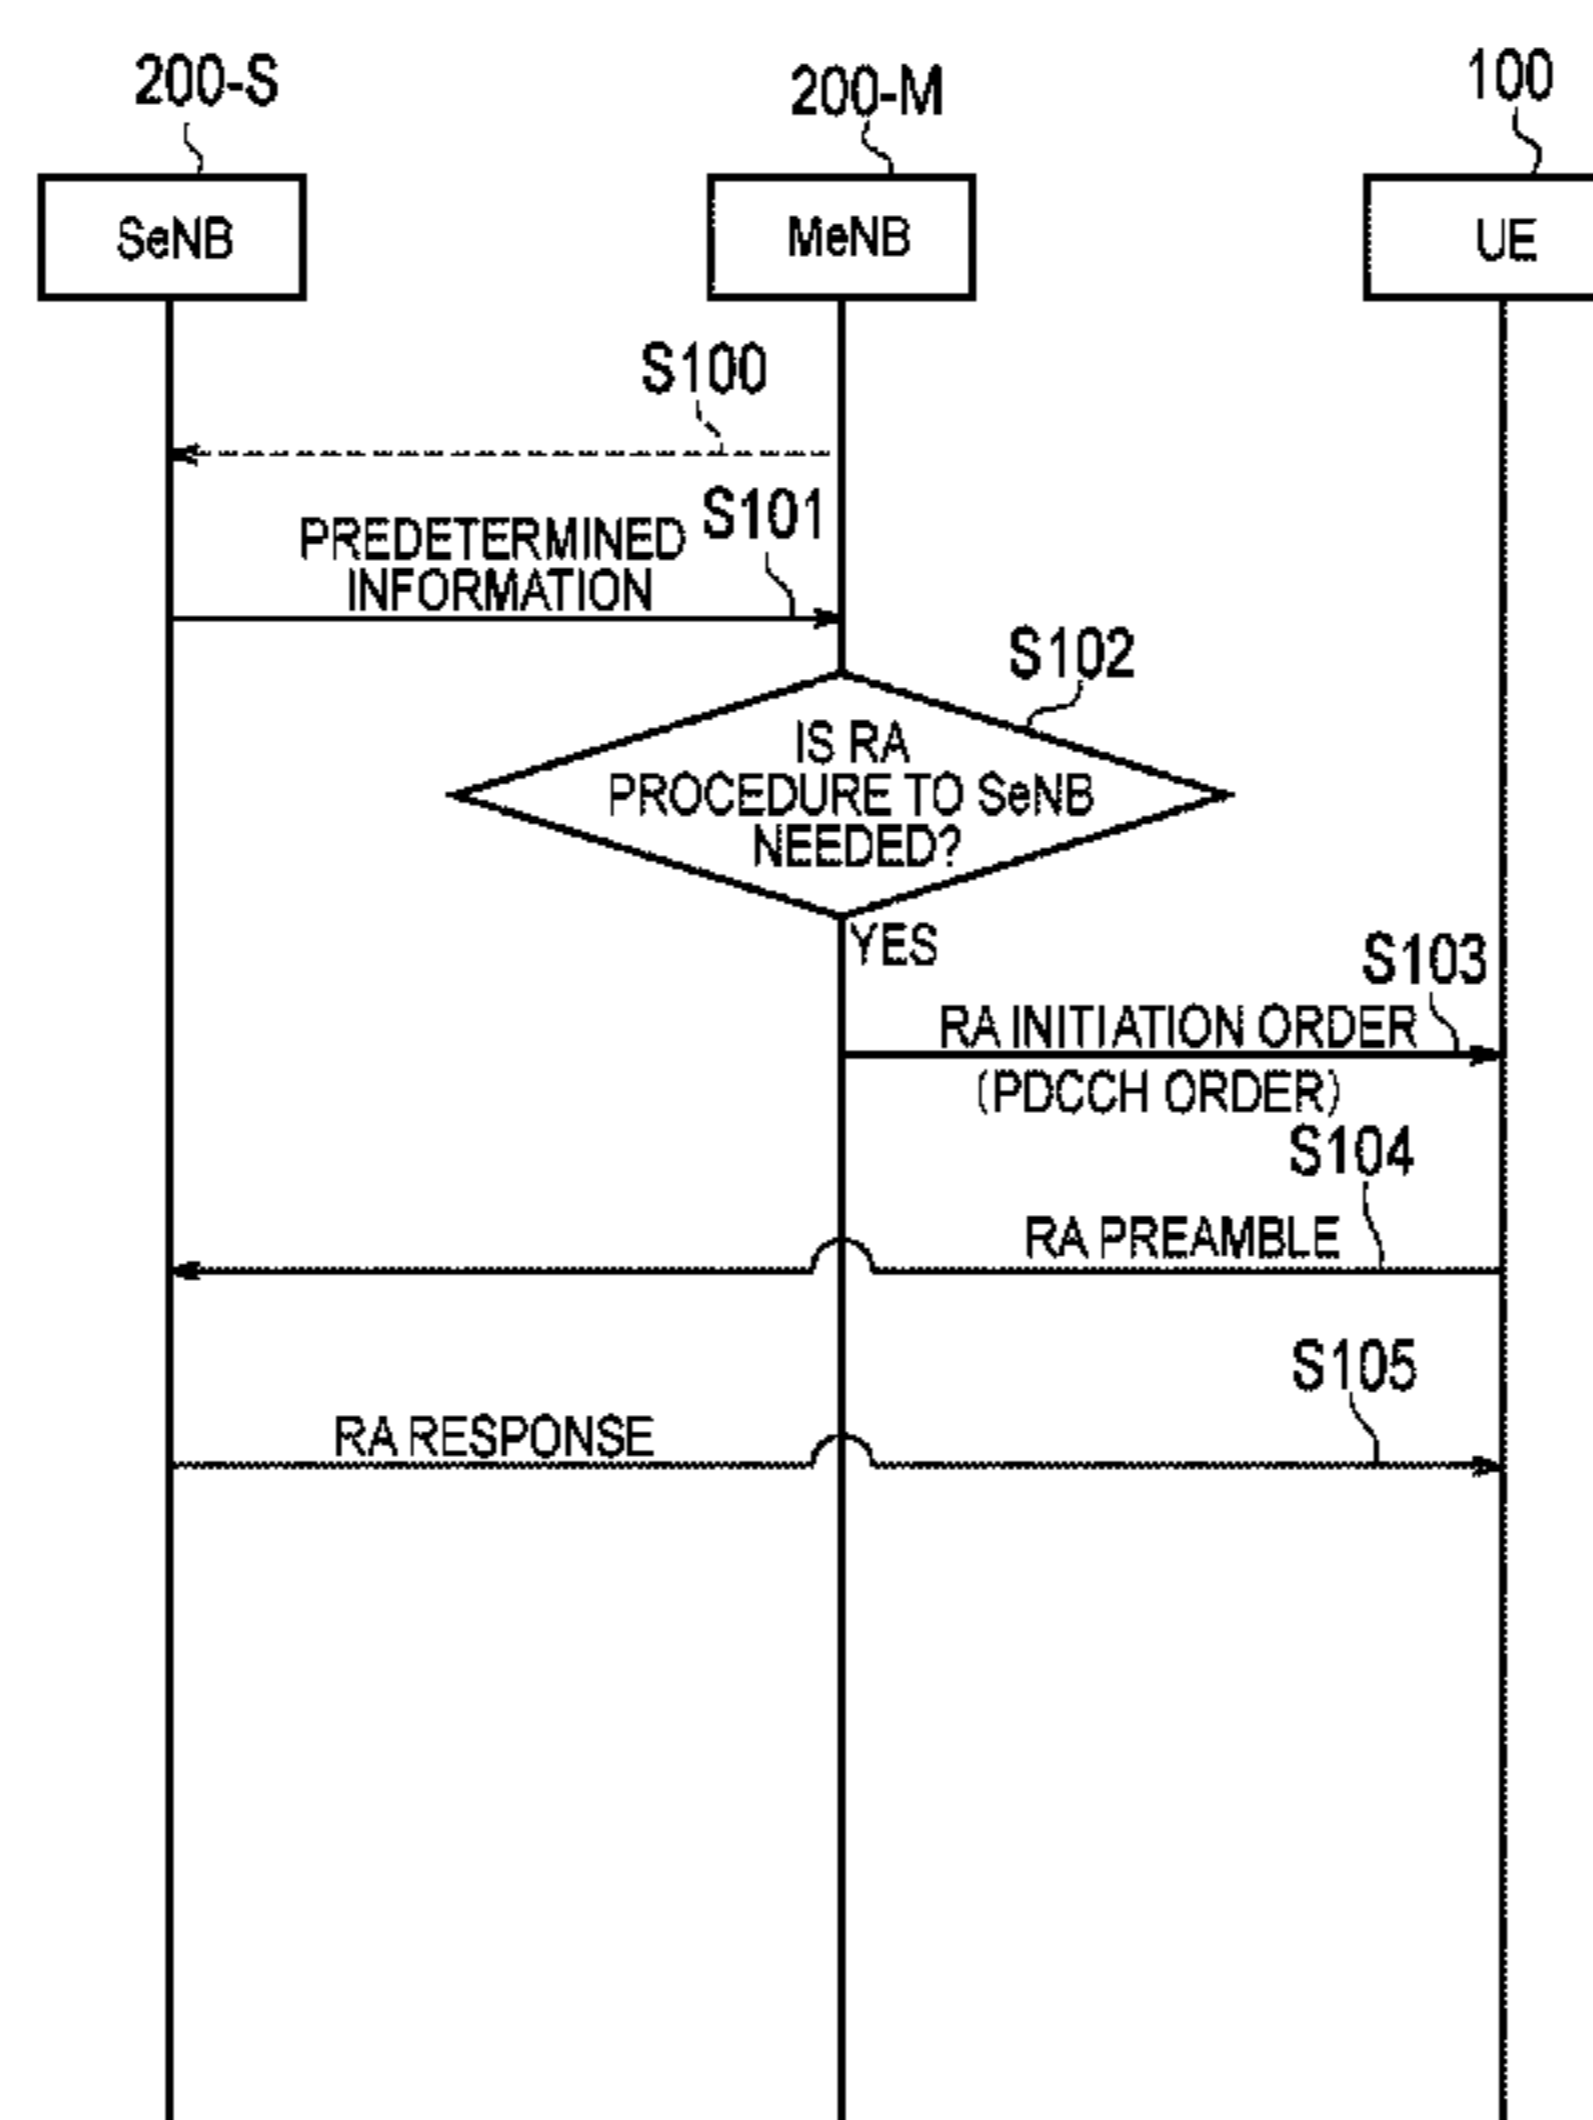 200-S
200-M
100
SeNB
MeNB
UE
S100
S101
PREDETERMINED
INFORMATION
S102
IS RA
PROCEDURE TO SeNB
NEEDED?
YES
S103
RA INITIATION ORDER
(PDCCH ORDER)
S104
RA PREAMBLE
S105
RA RESPONSE